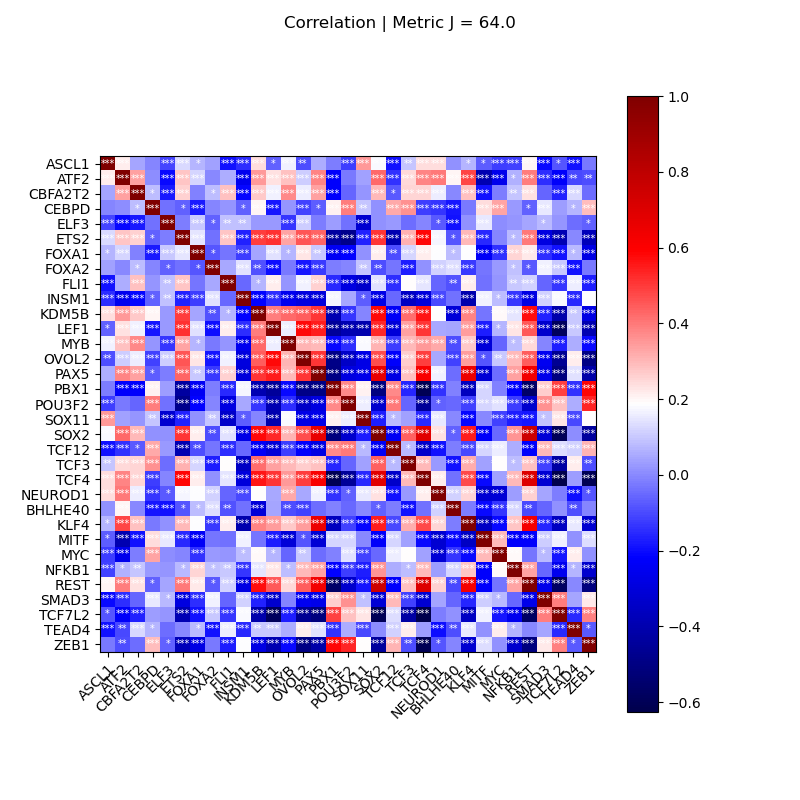 Correlation | Metric J = 64.0
ASCL1
ATF2
CBFA2T2
CEBPD
ELF3
ETS2
FOXA1
FOXA2
FLI1
INSM1
KDM5B
LEF1
MYB
OVOL2
PAX5
PBX1
POU3F2
SOX11
SOX2
TCF12
TCF3
TCF4
NEUROD1
BHLHE40
KLF4
MITF
MYC
NFKB1
REST
SMAD3
TCF7L2
TEAD4
ZEB1
ASCL1
ATF2
CBFA2T2
CEBPD
ELF3
ETS2
FOXA1
FOXA2
FLI1
INSM1
KDM5B
LEF1
MYB
OVOL2
PAX5
PBX1
POU3F2
SOX11
SOX2
TCF12
TCF3
TCF4
NEUROD1
BHLHE40
KLF4
MITF
MYC
NFKB1
REST
SMAD3
TCF7L2
TEAD4
ZEB1
1.0
0.8
0.6
0.4
0.2
0.0
−0.2
−0.4
−0.6